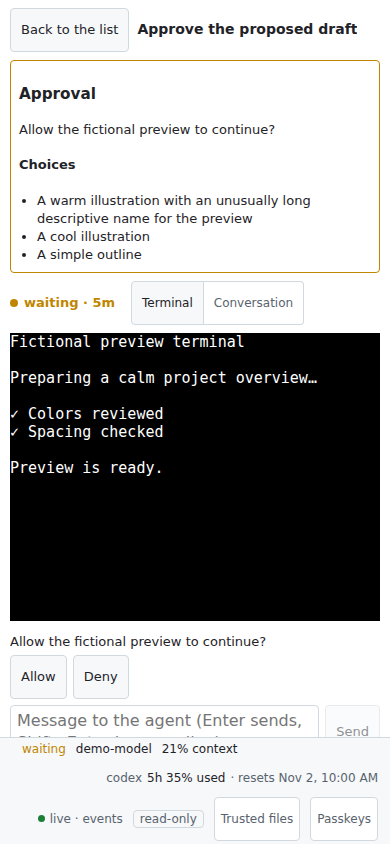 Back to the list
Approve the proposed draft
Approval
Allow the fictional preview to continue?
Choices
• A warm illustration with an unusually long
descriptive name for the preview
• A cool illustration
• A simple outline
waiting · 5m
Terminal
Conversation
Fictional preview terminal
Preparing a calm project overview…
✓ Colors reviewed
✓ Spacing checked
Preview is ready.
Allow the fictional preview to continue?
Allow
Deny
Message to the agent (Enter sends,
Send
waiting demo-model 21% context
codex 5h 35% used · resets Nov 2, 10:00 AM
live · events
read-only
Trusted files
Passkeys